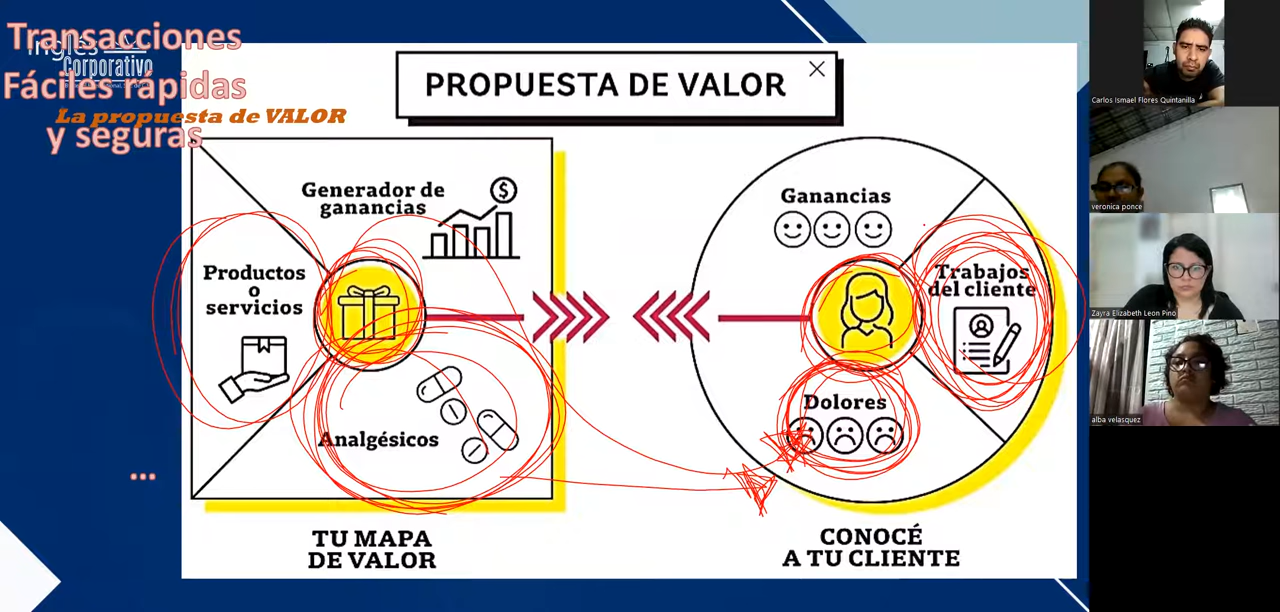 Transacciones
Fáciles rápidas
y seguras
Inglés
Corporativo
La propuesta de VALOR
...
PROPUESTA DE VALOR
Generador de
ganancias
$
Productos
o
servicios
Analgésicos
TU MAPA
DE VALOR
Ganancias
Trabajos
del cliente
Dolores
CONOCÉ
A TU CLIENTE
Carlos Ismael Flores Quintanilla
veronica ponce
Zayra Elizabeth Leon Pino
alba velasquez